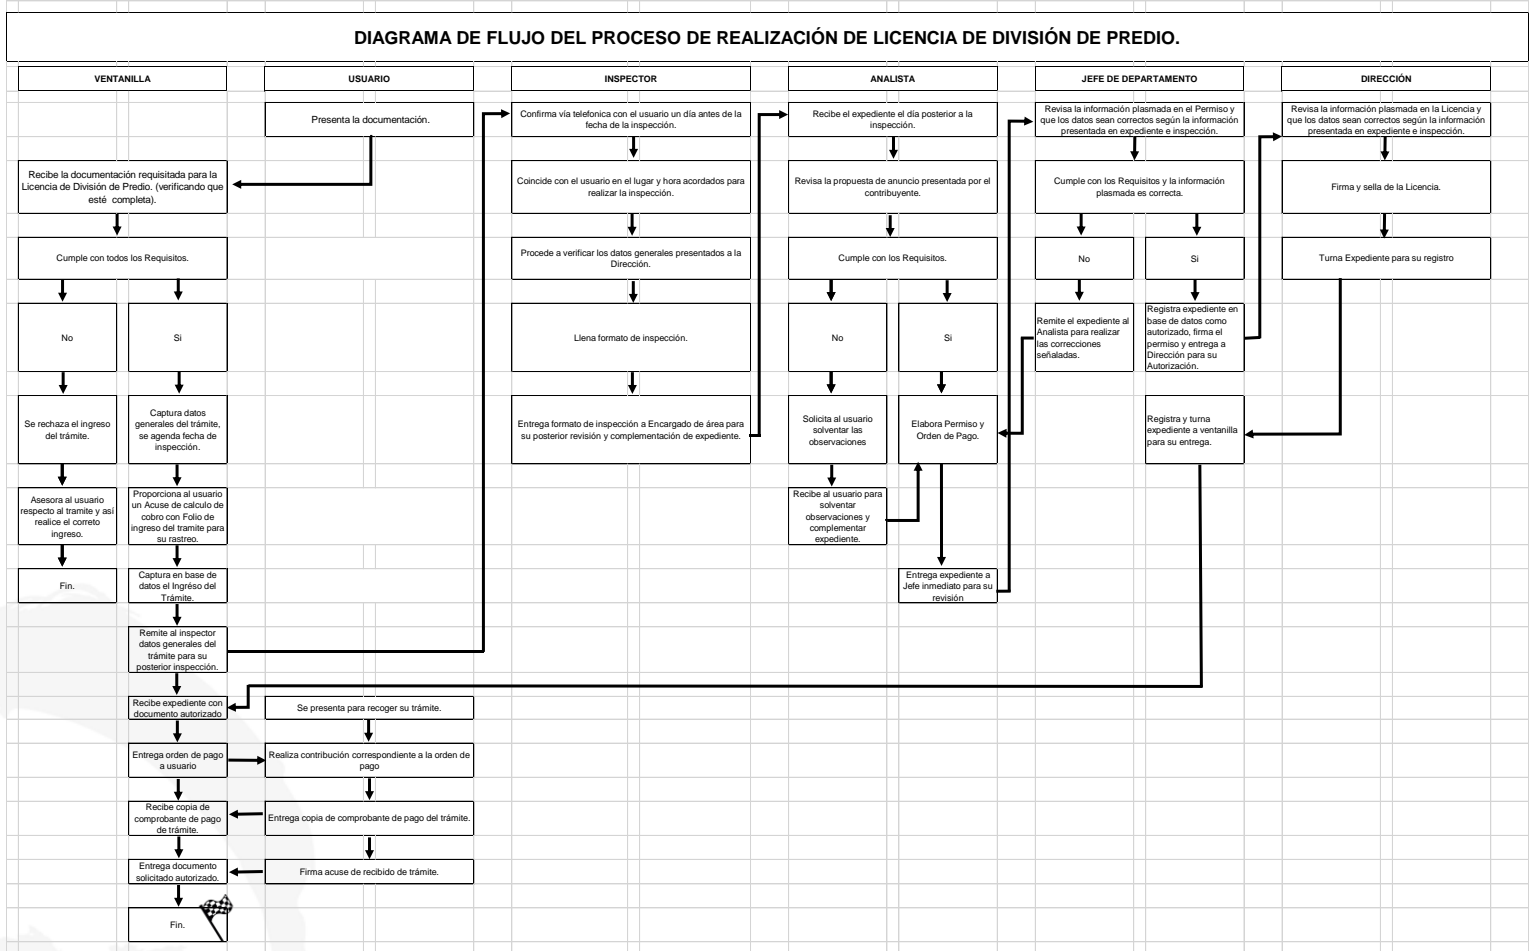 DIAGRAMA DE FLUJO DEL PROCESO DE REALIZACIÓN DE LICENCIA DE DIVISIÓN DE PREDIO.
VENTANILLA
USUARIO
INSPECTOR
ANALISTA
JEFE DE DEPARTAMENTO
DIRECCIÓN
Presenta la documentación.
Recibe la documentación requisitada para la
Licencia de División de Predio. (verificando que
esté completa).
Cumple con todos los Requisitos.
No
Si
Se rechaza el ingreso
del trámite.
Captura datos
generales del trámite,
se agenda fecha de
inspección.
Asesora al usuario
respecto al tramite y así
realice el correto
ingreso.
Proporciona al usuario
un Acuse de calculo de
cobro con Folio de
ingreso del tramite para
su rastreo.
Fin.
Captura en base de
datos el Ingréso del
Trámite.
Remite al inspector
datos generales del
trámite para su
posterior inspección.
Confirma vía telefonica con el usuario un día antes de la
fecha de la inspección.
Coincide con el usuario en el lugar y hora acordados para
realizar la inspección.
Procede a verificar los datos generales presentados a la
Dirección.
Llena formato de inspección.
Entrega formato de inspección a Encargado de área para
su posterior revisión y complementación de expediente.
Recibe el expediente el día posterior a la
inspección.
Revisa la propuesta de anuncio presentada por el
contribuyente.
Cumple con los Requisitos.
No
Si
Solicita al usuario
solventar las
observaciones
Elabora Permiso y
Orden de Pago.
Recibe al usuario para
solventar
observaciones y
complementar
expediente.
Entrega expediente a
Jefe inmediato para su
revisión
Revisa la información plasmada en el Permiso y
que los datos sean correctos según la información
presentada en expediente e inspección.
Cumple con los Requisitos y la información
plasmada es correcta.
No
Si
Remite el expediente al
Analista para realizar
las correcciones
señaladas.
Registra expediente en
base de datos como
autorizado, firma el
permiso y entrega a
Dirección para su
Autorización.
Revisa la información plasmada en la Licencia y
que los datos sean correctos según la información
presentada en expediente e inspección.
Firma y sella de la Licencia.
Turna Expediente para su registro
Registra y turna
expediente a ventanilla
para su entrega.
Recibe expediente con
documento autorizado
Se presenta para recoger su trámite.
Entrega orden de pago
a usuario
Realiza contribución correspondiente a la orden de
pago
Recibe copia de
comprobante de pago
de trámite.
Entrega copia de comprobante de pago del trámite.
Entrega documento
solicitado autorizado.
Firma acuse de recibido de trámite.
Fin.